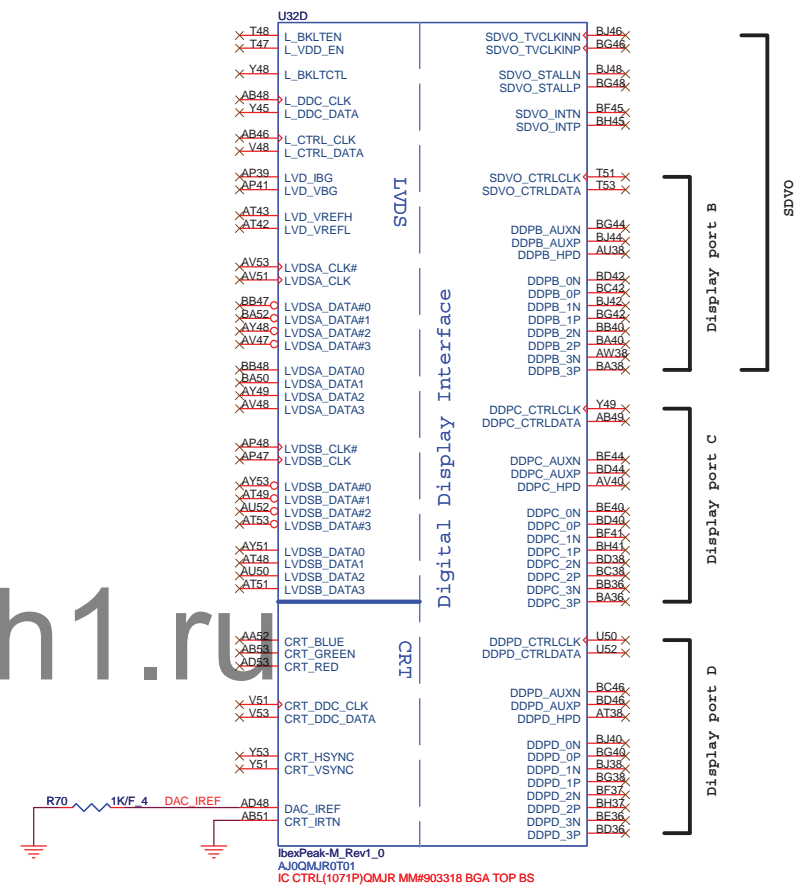 U32D
T48 L_BKLTEN
T47 L_VDD_EN
Y48 L_BKLTCTL
AB48 L_DDC_CLK
Y45 L_DDC_DATA
AB46 L_CTRL_CLK
V48 L_CTRL_DATA
AP39 LVD_IBG
AP41 LVD_VBG
AT43 LVD_VREFH
AT42 LVD_VREFL
AV53 LVDSA_CLK#
AV51 LVDSA_CLK
BB47 LVDSA_DATA#0
BA52 LVDSA_DATA#1
AY48 LVDSA_DATA#2
AV47 LVDSA_DATA#3
BB48 LVDSA_DATA0
BA50 LVDSA_DATA1
AY49 LVDSA_DATA2
AV48 LVDSA_DATA3
AP48 LVDSB_CLK#
AP47 LVDSB_CLK
AY53 LVDSB_DATA#0
AT49 LVDSB_DATA#1
AU52 LVDSB_DATA#2
AT53 LVDSB_DATA#3
AY51 LVDSB_DATA0
AT48 LVDSB_DATA1
AU50 LVDSB_DATA2
AT51 LVDSB_DATA3
AA52 CRT_BLUE
AB53 CRT_GREEN
AD53 CRT_RED
V51 CRT_DDC_CLK
V53 CRT_DDC_DATA
Y53 CRT_HSYNC
Y51 CRT_VSYNC
R70 1K/F_4 DAC_IREF AD48 DAC_IREF
AB51 CRT_IRTN
LVDS
CRT
Digital Display Interface
SDVO_TVCLKINN BJ46
SDVO_TVCLKINP BG46
SDVO_STALLN BJ48
SDVO_STALLP BG48
SDVO_INTN BF45
SDVO_INTP BH45
SDVO_CTRLCLK T51
SDVO_CTRLDATA T53
DDPB_AUXN BG44
DDPB_AUXP BJ44
DDPB_HPD AU38
DDPB_0N BD42
DDPB_0P BC42
DDPB_1N BJ42
DDPB_1P BG42
DDPB_2N BB40
DDPB_2P BA40
DDPB_3N AW38
DDPB_3P BA38
DDPC_CTRLCLK Y49
DDPC_CTRLDATA AB49
DDPC_AUXN BE44
DDPC_AUXP BD44
DDPC_HPD AV40
DDPC_0N BE40
DDPC_0P BD40
DDPC_1N BF41
DDPC_1P BH41
DDPC_2N BD38
DDPC_2P BC38
DDPC_3N BB36
DDPC_3P BA36
DDPD_CTRLCLK U50
DDPD_CTRLDATA U52
DDPD_AUXN BC46
DDPD_AUXP BD46
DDPD_HPD AT38
DDPD_0N BJ40
DDPD_0P BG40
DDPD_1N BJ38
DDPD_1P BG38
DDPD_2N BF37
DDPD_2P BH37
DDPD_3N BE36
DDPD_3P BD36
Display port B
Display port C
Display port D
SDVO
h1.ru
IbexPeak-M_Rev1_0
AJ0QMJR0T01
IC CTRL(1071P)QMJR MM#903318 BGA TOP BS